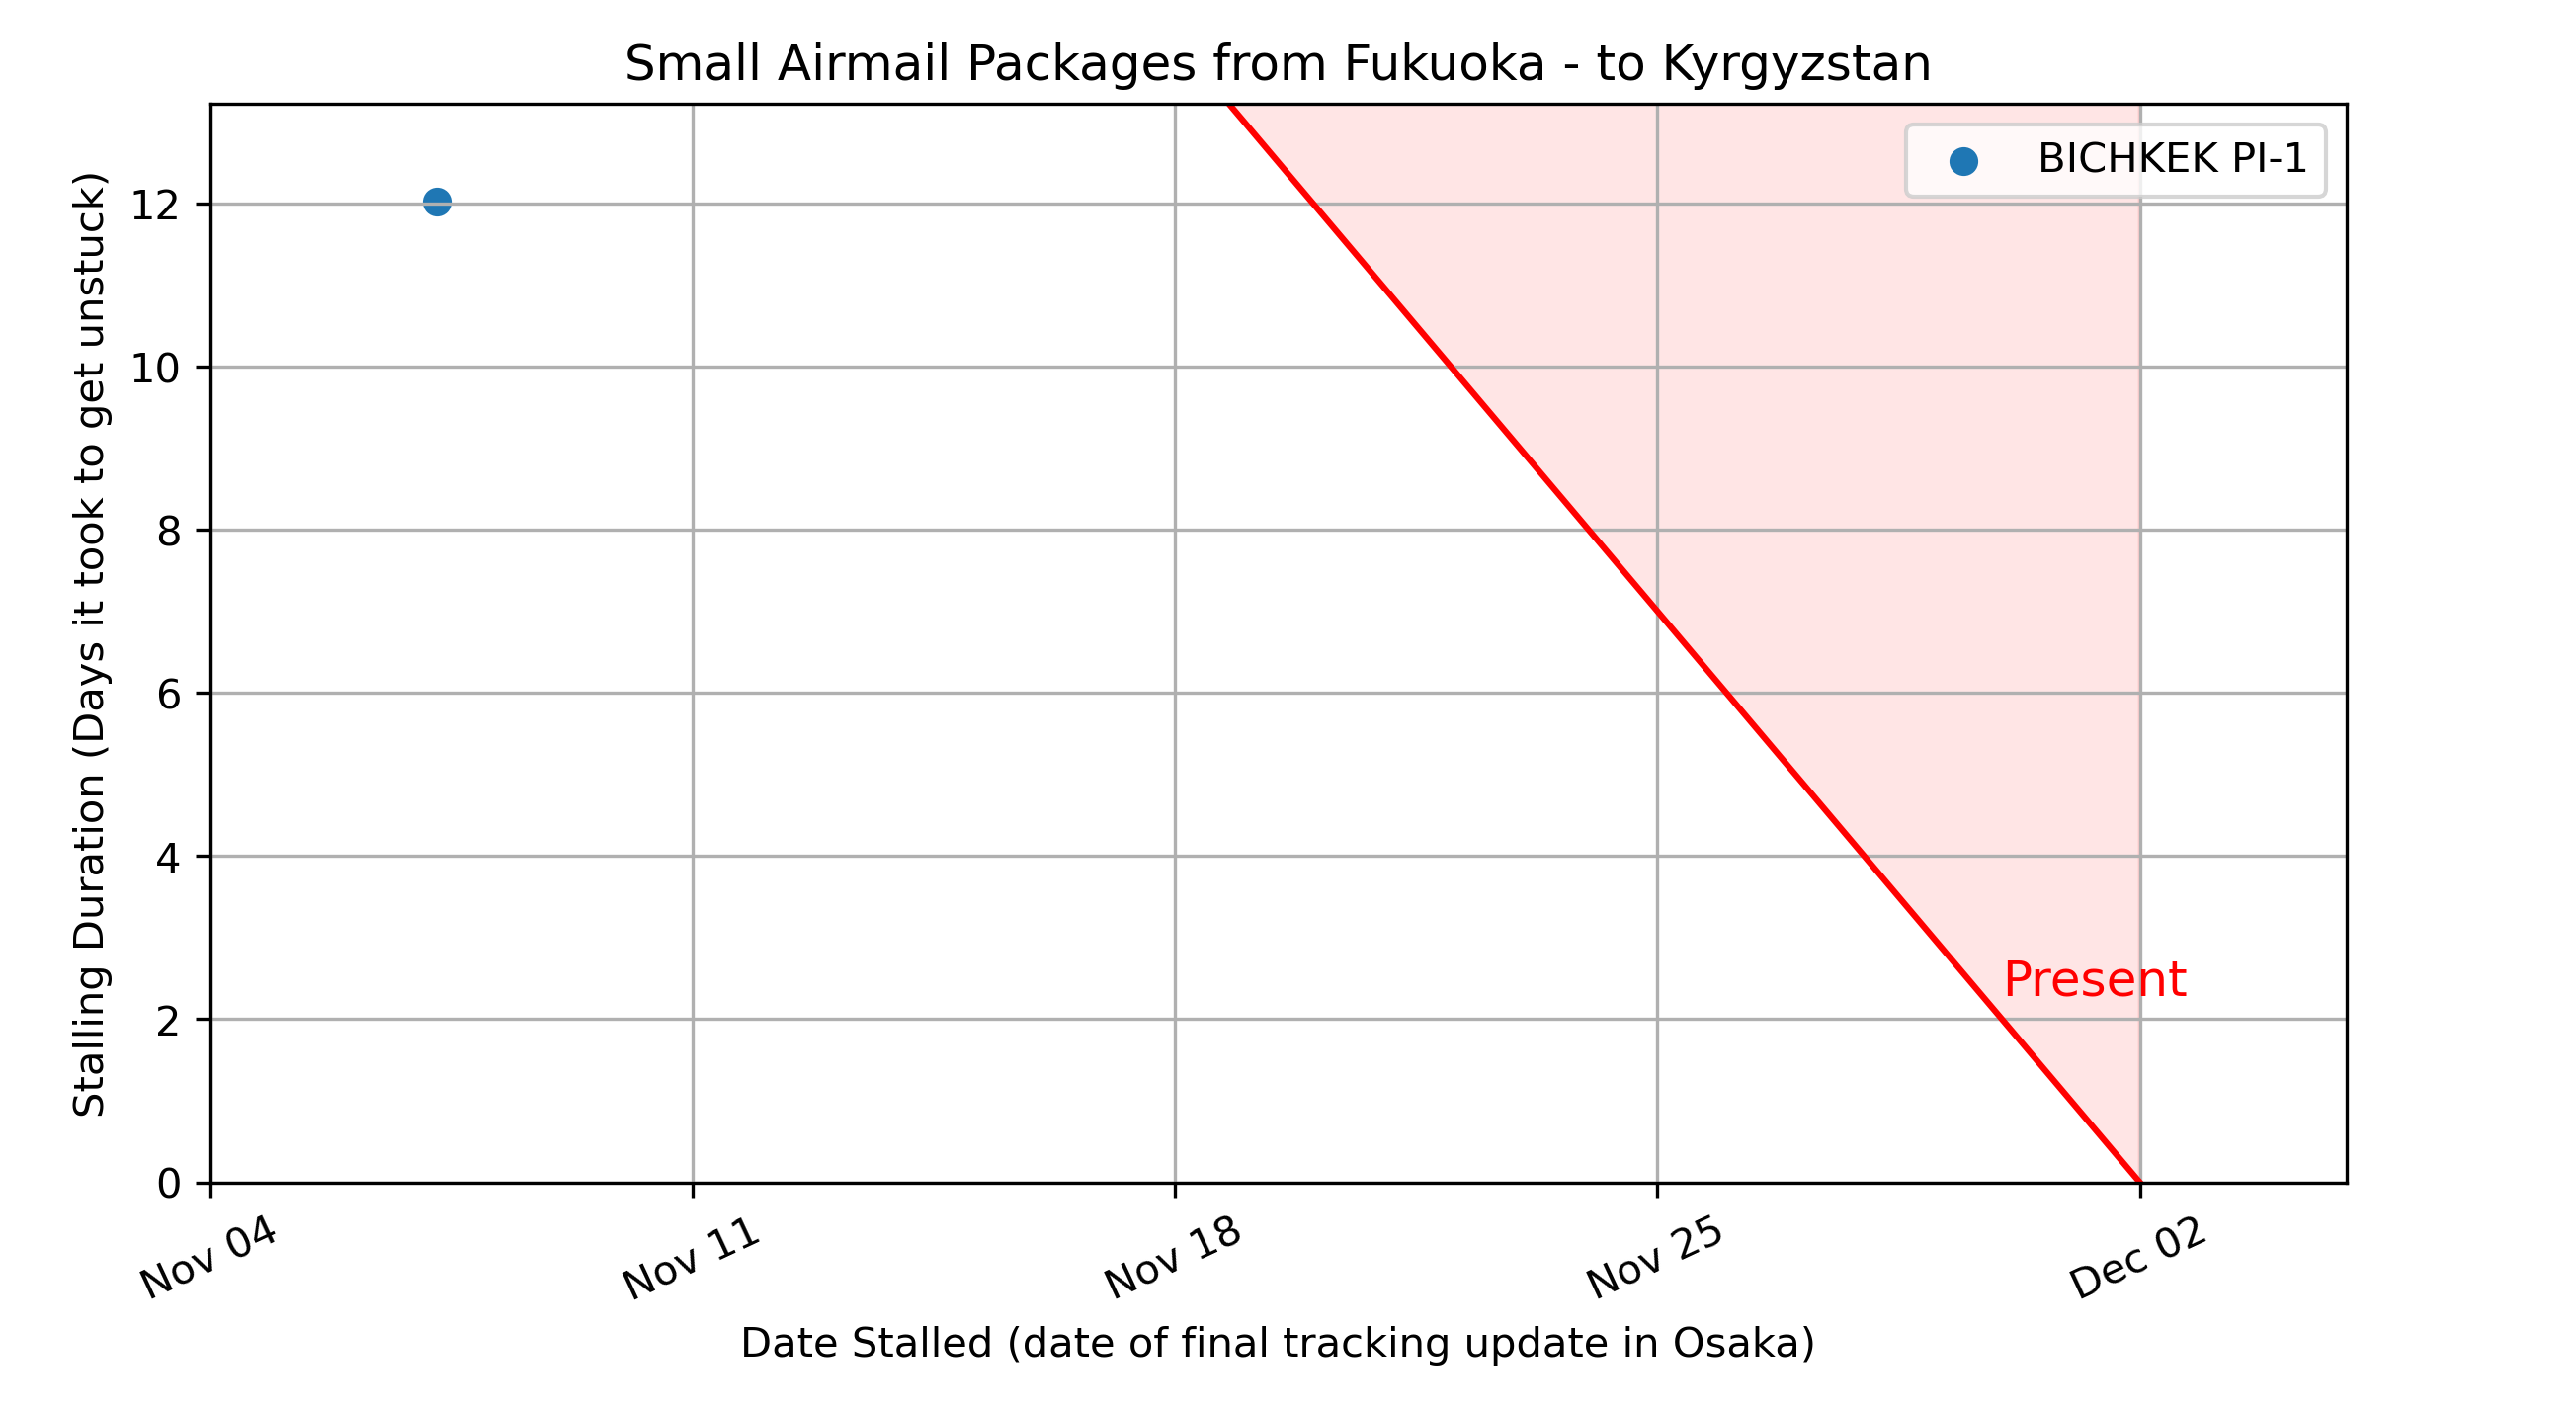 Small Airmail Packages from Fukuoka - to Kyrgyzstan
BICHKEK PI-1
Stalling Duration (Days it took to get unstuck)
12
10
8
6
4
2
0
Present
Nov 04
Nov 11
Nov 18
Nov 25
Dec 02
Date Stalled (date of final tracking update in Osaka)